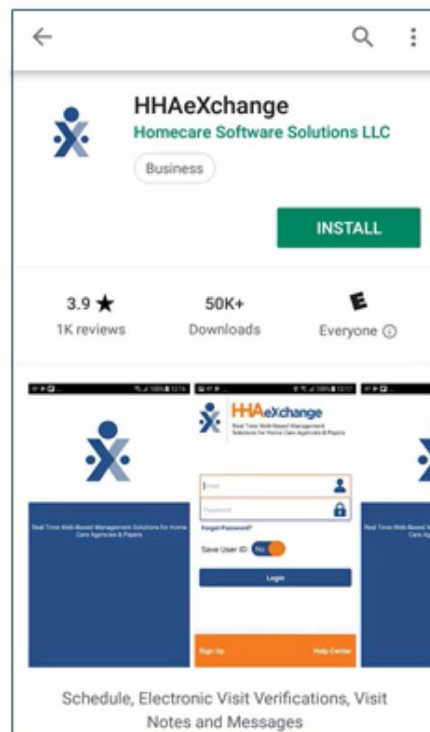 HHAeXchange
Homecare Software Solutions LLC
Business
INSTALL
3.9 ★
1K reviews
50K+
Downloads
E
Everyone
HHAeXchange
Real Time Web-Based Management
Solutions for Home Care Agencies & Payers
Email
Password
Forgot Password?
Save User ID:
No
Login
Sign Up
Help Center
Real Time Web-Based Management Solutions for Home
Care Agencies & Payers
Schedule, Electronic Visit Verifications, Visit
Notes and Messages